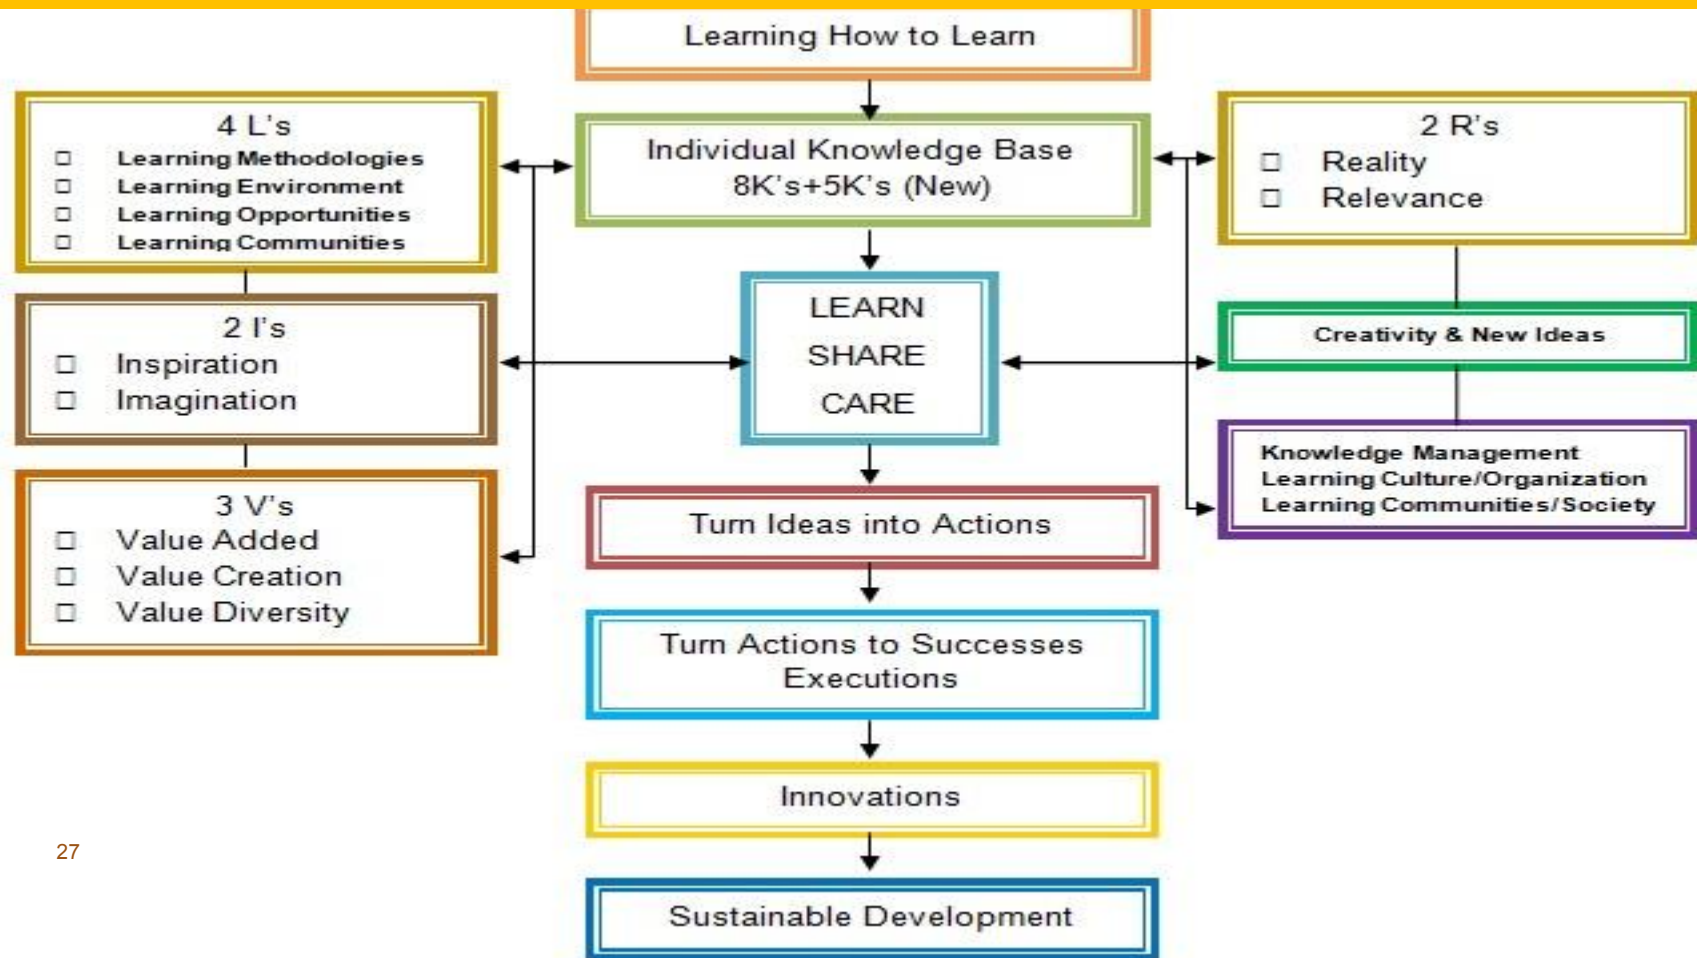 Learning How to Learn
4 L's
Learning Methodologies
Learning Environment
Learning Opportunities
Learning Communities
Individual Knowledge Base
8K's+5K's (New)
2 R's
Reality
Relevance
2 I's
Inspiration
Imagination
LEARN
SHARE
CARE
Creativity & New Ideas
3 V's
Value Added
Value Creation
Value Diversity
Knowledge Management
Learning Culture/Organization
Learning Communities/Society
Turn Ideas into Actions
Turn Actions to Successes
Executions
Innovations
27
Sustainable Development